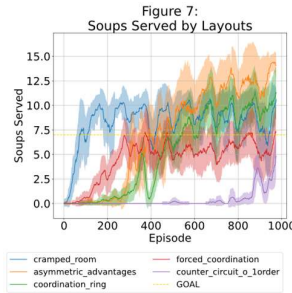 Figure 7:
Soups Served by Layouts
15.0
12.5
10.0
7.5
5.0
2.5
0.0
Soups Served
0 200 400 600 800 1000
Episode
cramped_room
asymmetric_advantages
coordination_ring
forced_coordination
counter_circuit_o_1order
GOAL